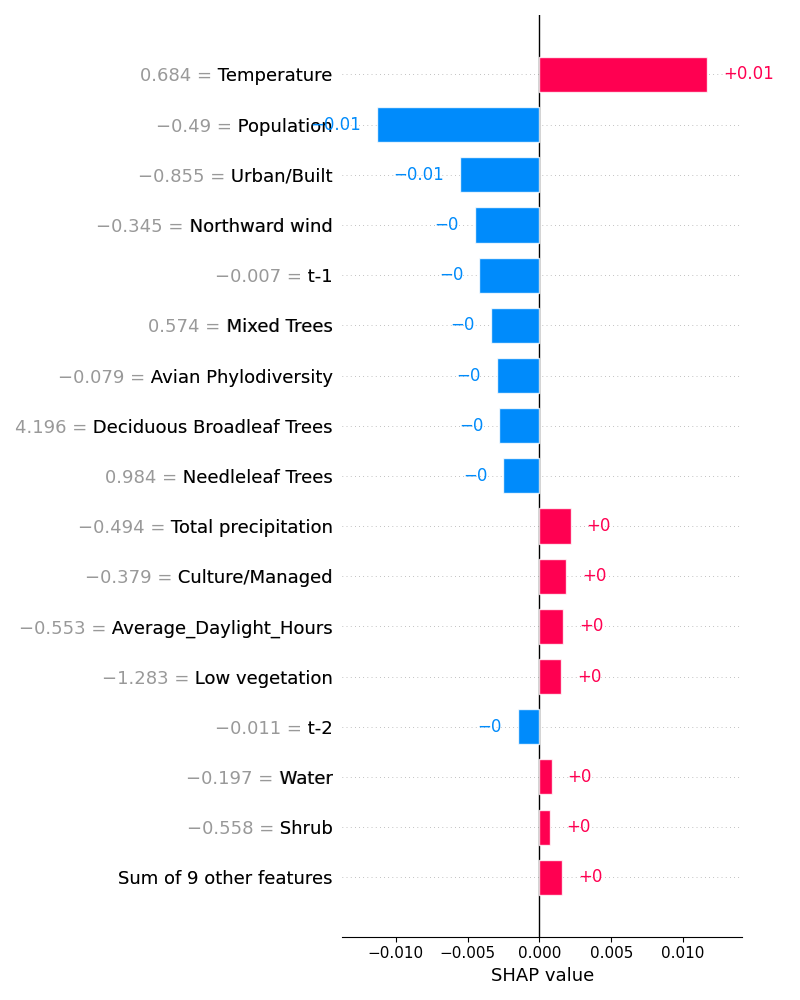 0.684 = Temperature +0.01
−0.49 = Population −0.01
−0.855 = Urban/Built −0.01
−0.345 = Northward wind −0
−0.007 = t-1 −0
0.574 = Mixed Trees −0
−0.079 = Avian Phylodiversity −0
4.196 = Deciduous Broadleaf Trees −0
0.984 = Needleleaf Trees −0
−0.494 = Total precipitation +0
−0.379 = Culture/Managed +0
−0.553 = Average_Daylight_Hours +0
−1.283 = Low vegetation +0
−0.011 = t-2 −0
−0.197 = Water +0
−0.558 = Shrub +0
Sum of 9 other features +0
−0.010 −0.005 0.000 0.005 0.010
SHAP value